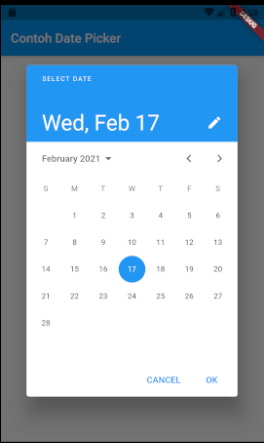 DEBUG
Contoh Date Picker
SELECT DATE
Wed, Feb 17
February 2021
S M T W T F S
1 2 3 4 5 6
7 8 9 10 11 12 13
14 15 16 17 18 19 20
21 22 23 24 25 26 27
28
CANCEL OK